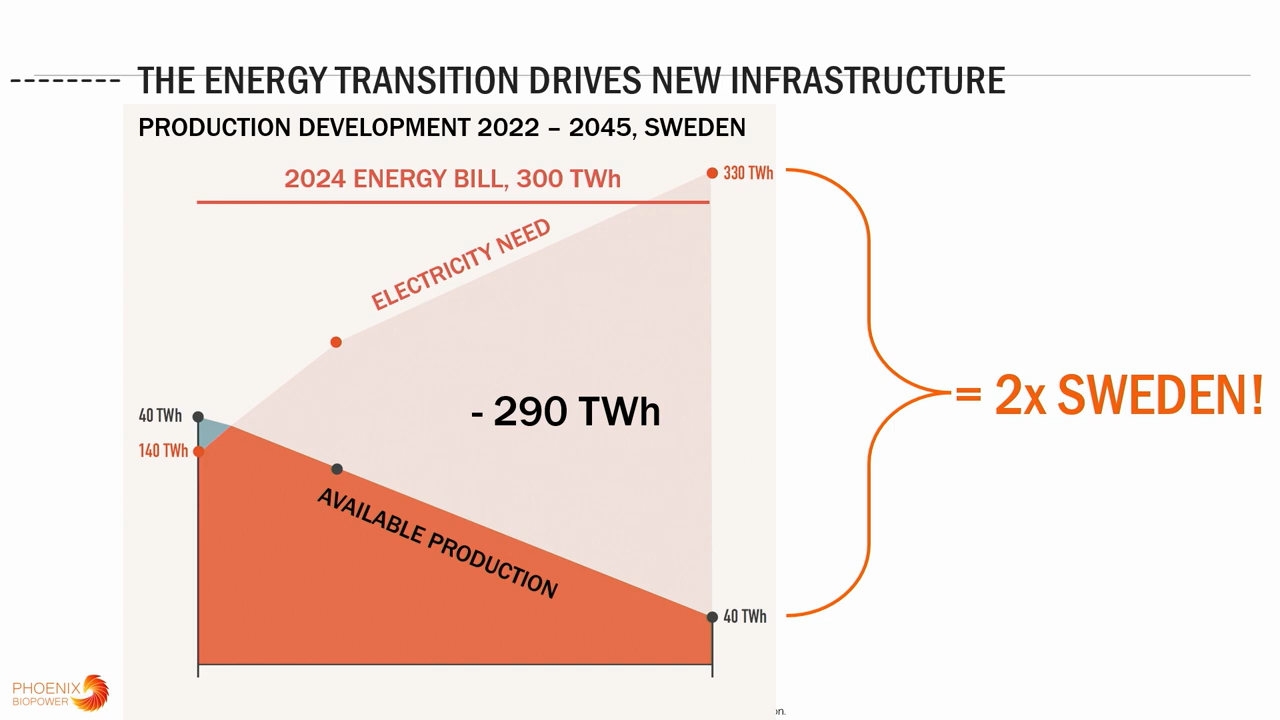 THE ENERGY TRANSITION DRIVES NEW INFRASTRUCTURE
PRODUCTION DEVELOPMENT 2022 – 2045, SWEDEN
2024 ENERGY BILL, 300 TWh
330 TWh
ELECTRICITY NEED
- 290 TWh
= 2x SWEDEN!
40 TWh
140 TWh
AVAILABLE PRODUCTION
40 TWh
PHOENIX
BIOPOWER